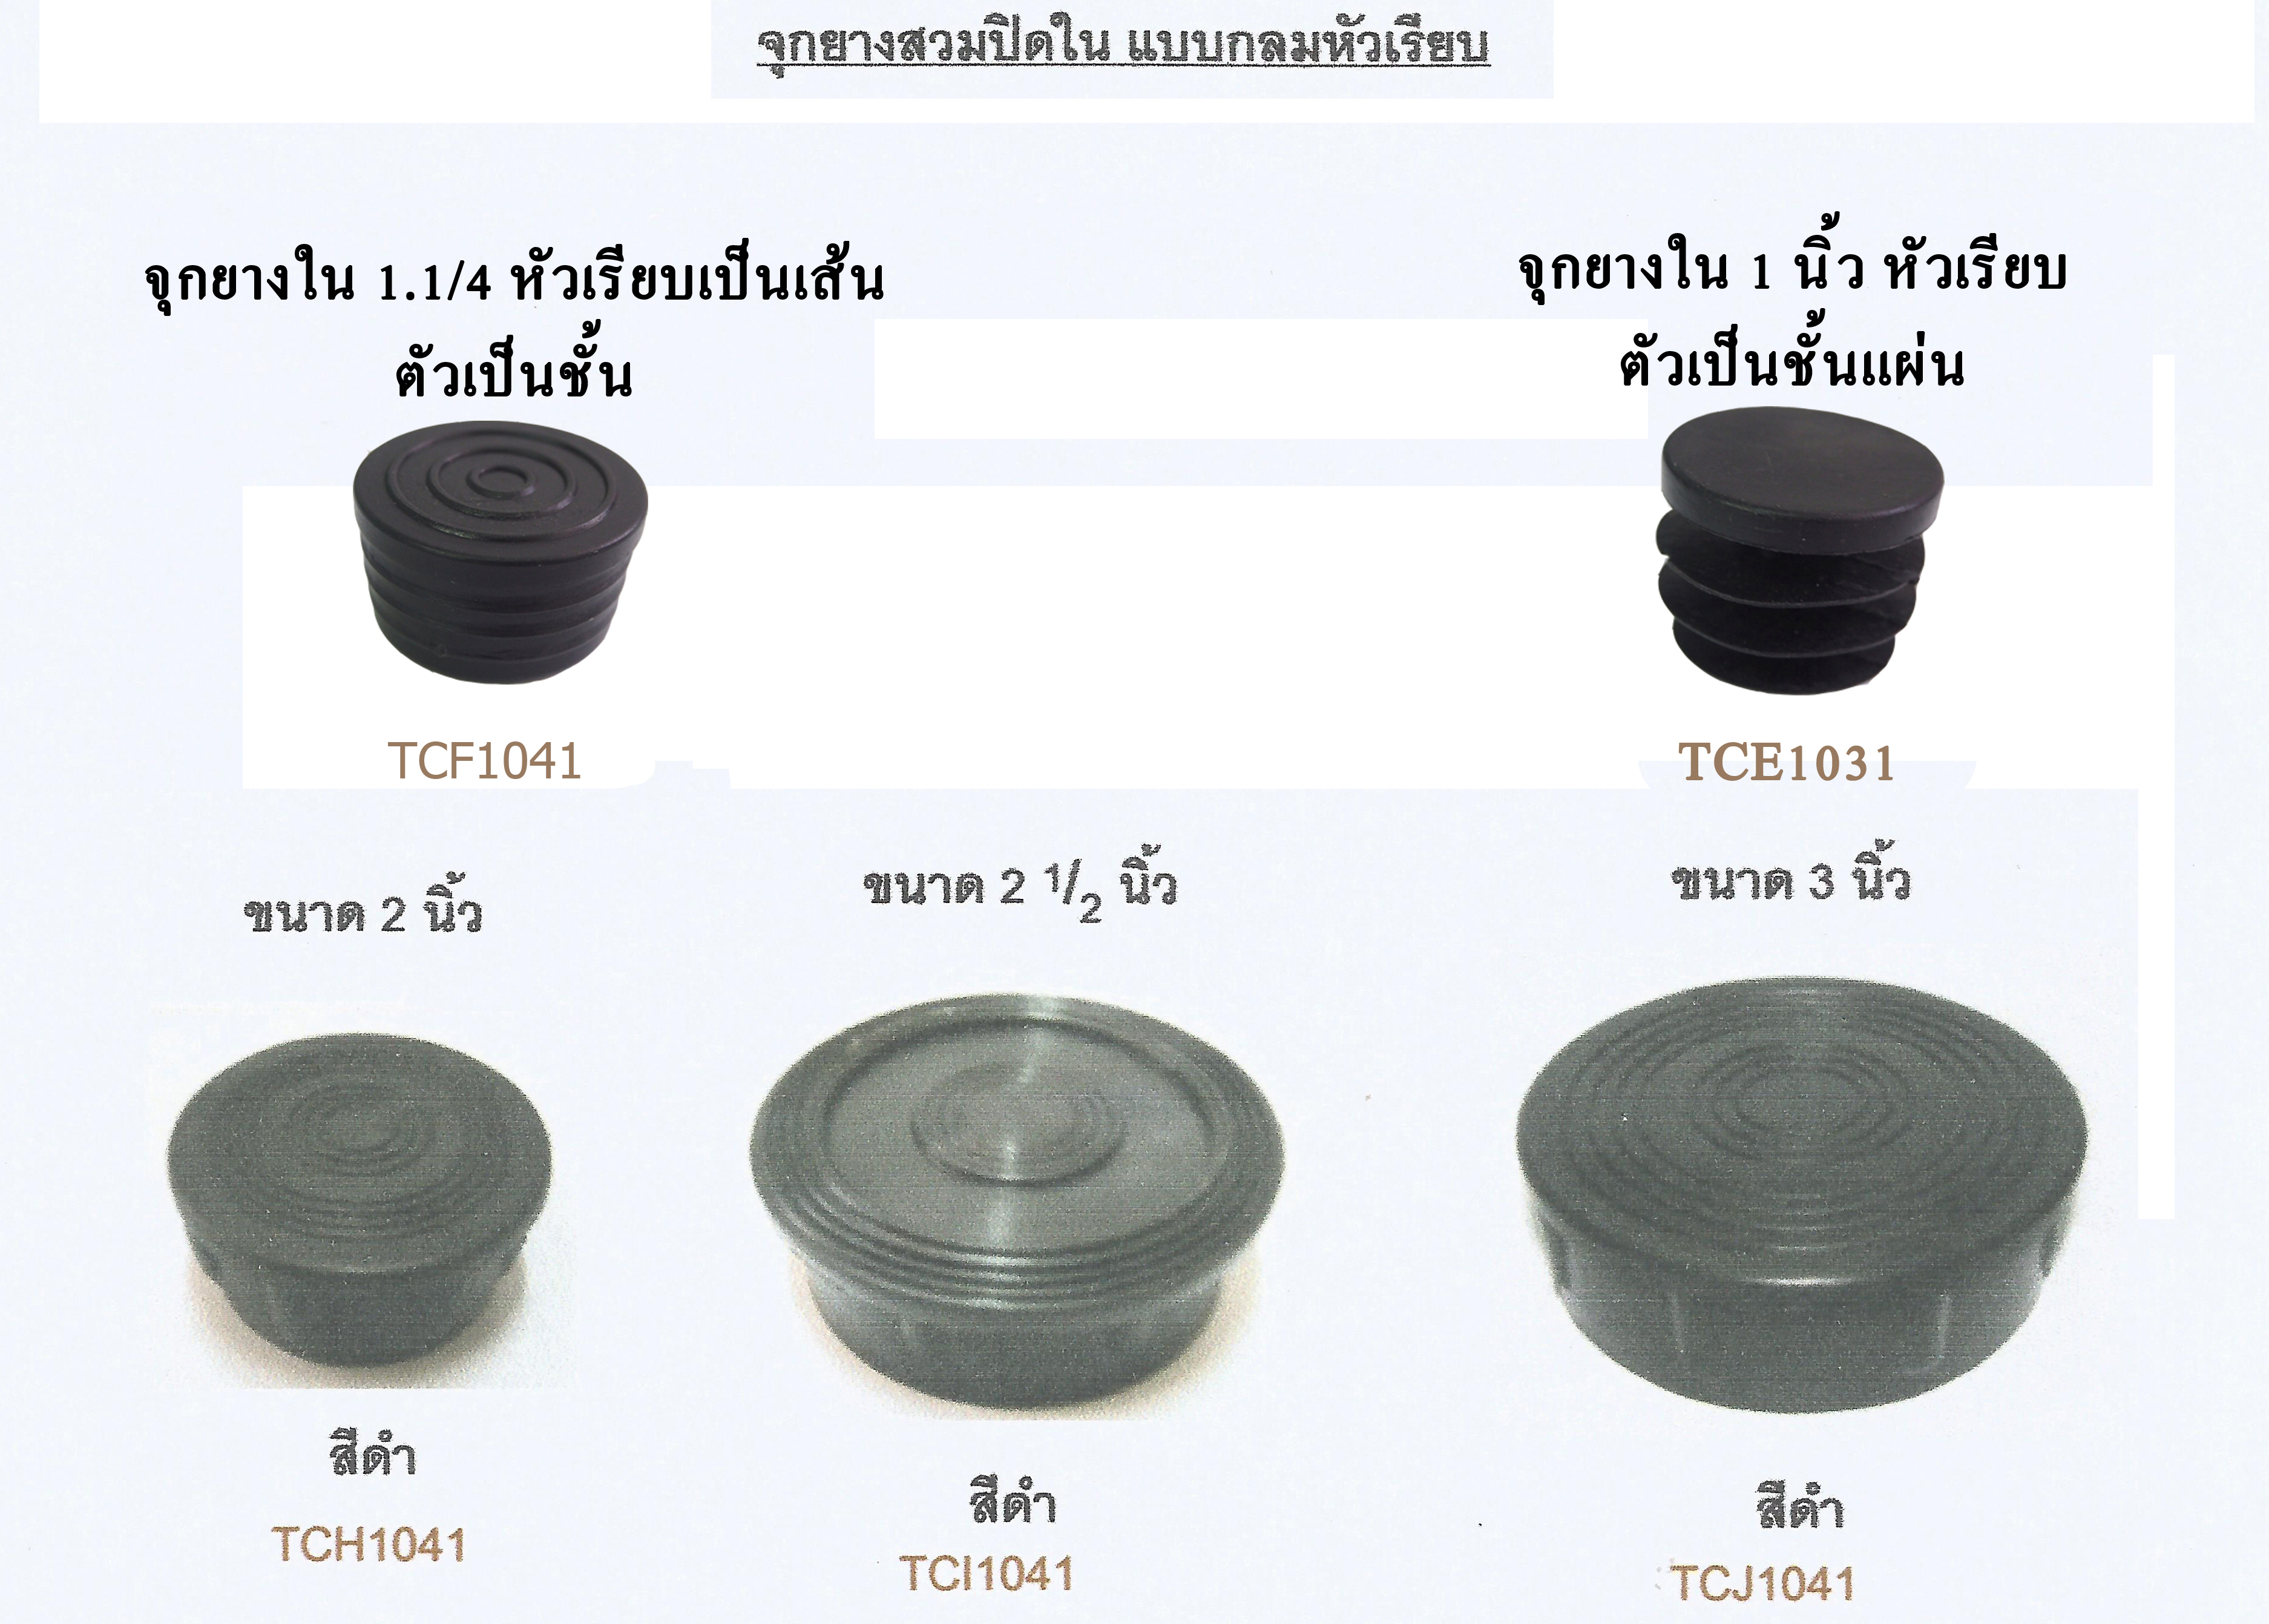 จุกยางสวมปิดใน แบบกลมหัวเรียบ
จุกยางใน 1.1/4 หัวเรียบเป็นเส้น
ตัวเป็นชั้น
TCF1041
จุกยางใน 1 นิ้ว หัวเรียบ
ตัวเป็นชั้นแผ่น
TCE1031
ขนาด 2 นิ้ว
สีดำ
TCH1041
ขนาด 2 1/2 นิ้ว
สีดำ
TCI1041
ขนาด 3 นิ้ว
สีดำ
TCJ1041